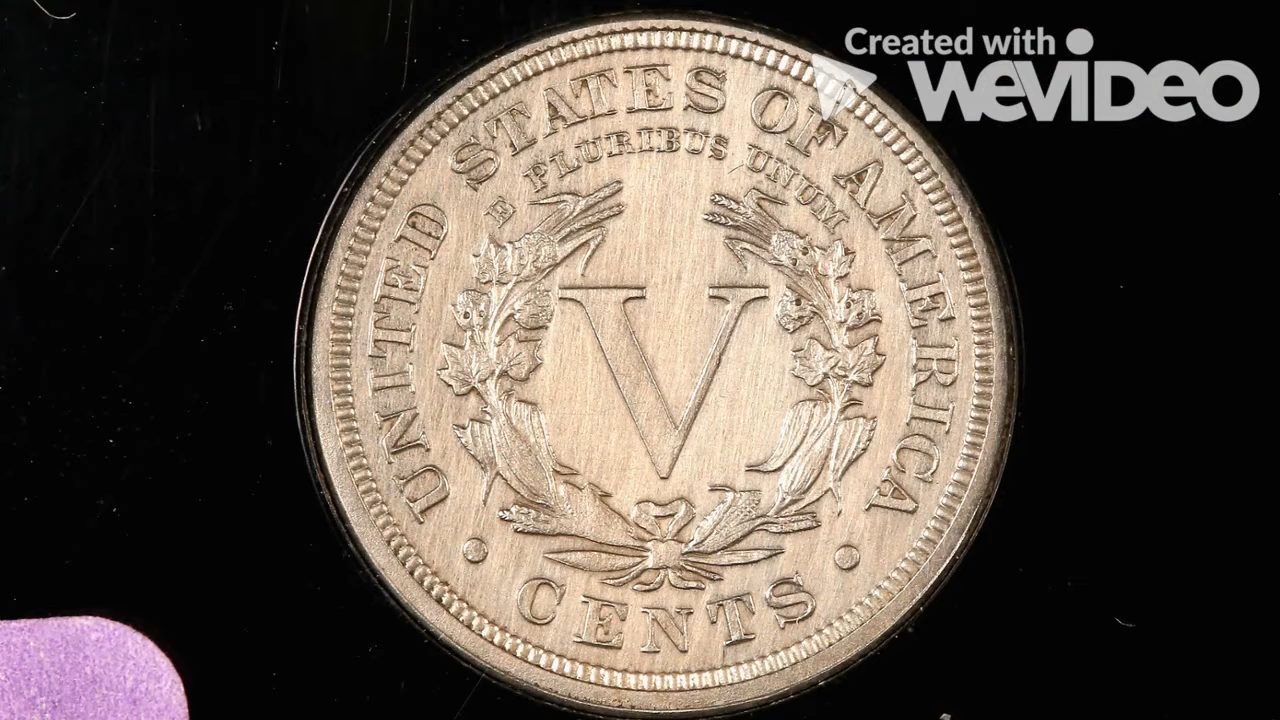 Created with
WEVIDEO
UNITED STATES OF AMERICA
E PLURIBUS UNUM
V
CENTS